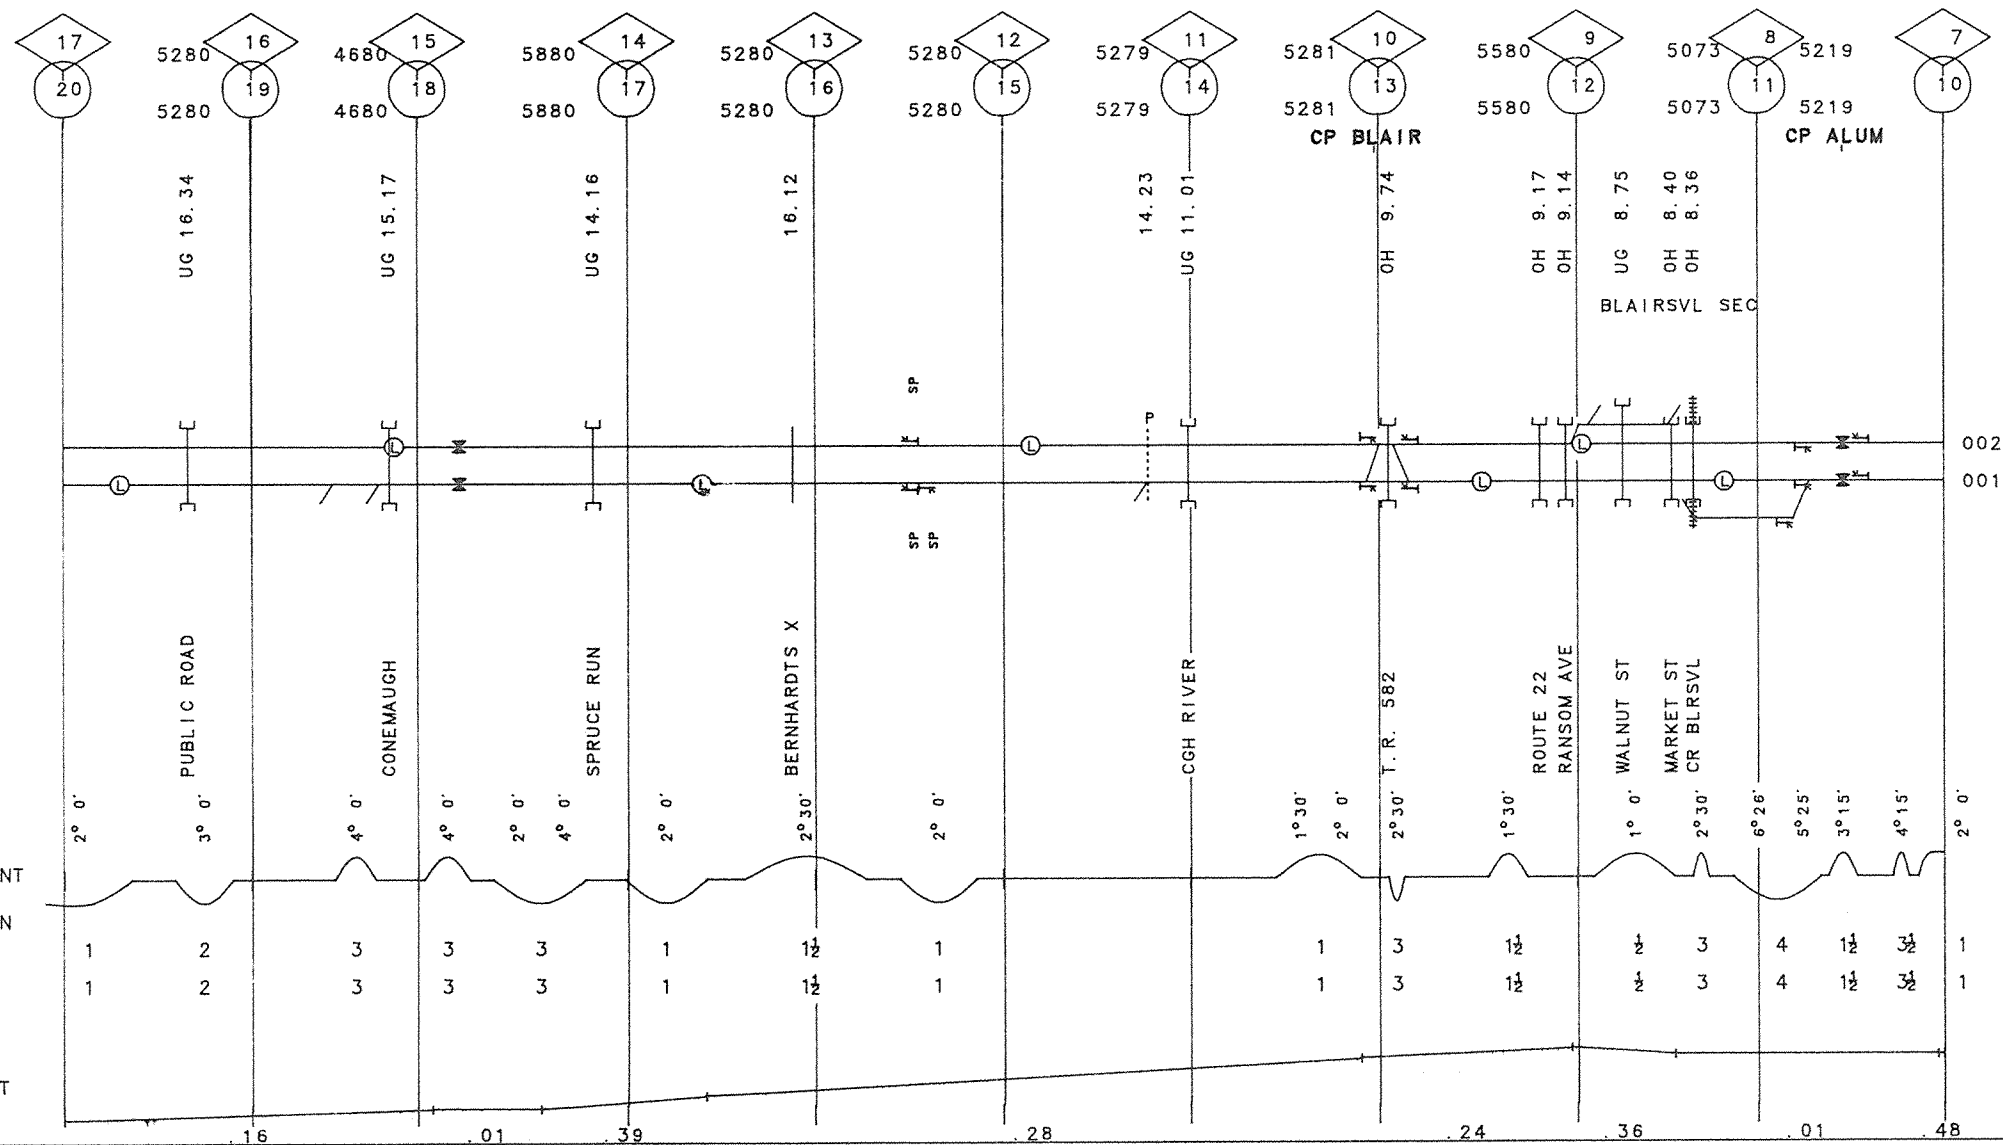 17 16 15 14 13 12 11 10 9 8 7
5280 4680 5880 5280 5280 5279 5281 5580 5073 5219
20 19 18 17 16 15 14 13 12 11 10
5280 4680 5880 5280 5280 5279 5281 5580 5073 5219
CP BLAIR CP ALUM
UG 16.34
UG 15.17
UG 14.16
16.12
14.23
UG 11.01
OH 9.74
OH 9.17
OH 9.14
UG 8.75
OH 8.40
OH 8.36
BLAIRSVL SEC
SP
P
L L L L
002
L L L L
001
SP SP
PUBLIC ROAD
CONEMAUGH
SPRUCE RUN
BERNHARDTS X
CGH RIVER
T.R. 582
ROUTE 22
RANSOM AVE
WALNUT ST
MARKET ST
CR BLRSVL
2° 0'
3° 0'
4° 0'
4° 0'
2° 0'
4° 0'
2° 0'
2° 30'
2° 0'
1° 30'
2° 0'
2° 30'
1° 30'
1° 0'
2° 30'
6° 26'
5° 25'
3° 15'
4° 15'
2° 0'
NT
N
1 2 3 3 3 1 1½ 1 1 3 1½ ½ 3 4 1½ 3½ 1
1 2 3 3 3 1 1½ 1 1 3 1½ ½ 3 4 1½ 3½ 1
T
.16 .01 .39 .28 .24 .36 .01 .48